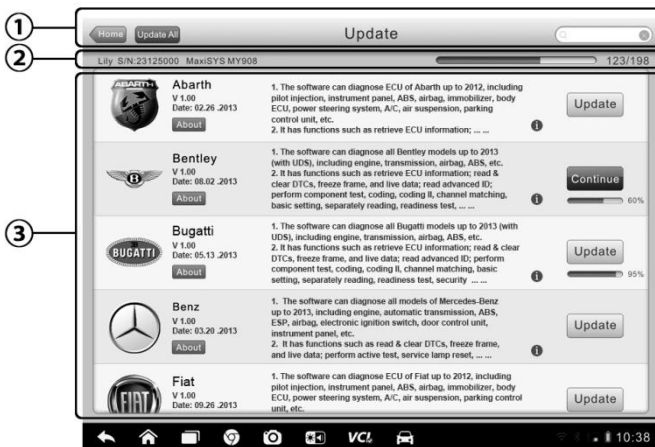 ① Home Update All Update
② Lily S/N:23125000 MaxiSYS MY908 123/198
③
ABARTH
Abarth
V 1.00
Date: 02.26 .2013
About
1. The software can diagnose ECU of Abarth up to 2012, including
pilot injection, instrument panel, ABS, airbag, immobilizer, body
ECU, power steering system, A/C, air suspension, parking
control unit, etc.
2. It has functions such as retrieve ECU information; ... ...
Update
Bentley
V 1.00
Date: 08.02 .2013
About
1. The software can diagnose all Bentley models up to 2013
(with UDS), including engine, transmission, airbag, ABS, etc.
2. It has functions such as retrieve ECU information; read &
clear DTCs, freeze frame, and live data; read advanced ID;
perform component test, coding, coding II, channel matching,
basic setting, separately reading, readiness test, ... ...
Continue
60%
BUGATTI
Bugatti
V 1.00
Date: 05.13 .2013
About
1. The software can diagnose all Bugatti models up to 2013 (with
UDS), including engine, transmission, airbag, ABS, etc.
2. It has functions such as retrieve ECU information; read & clear
DTCs, freeze frame, and live data; read advanced ID; perform
component test, coding, coding II, channel matching, basic
setting, separately reading, readiness test, security ... ...
Update
95%
Benz
V 1.00
Date: 03.20 .2013
About
1. The software can diagnose all models of Mercedes-Benz
up to 2013, including engine, automatic transmission, ABS,
ESP, airbag, electronic ignition switch, door control unit,
instrument panel, etc.
2. It has functions such as read & clear DTCs, freeze frame,
and live data; perform active test, service lamp reset, ... ...
Update
FIAT
Fiat
V 1.00
Date: 09.26 .2013
1. The software can diagnose ECU of Fiat up to 2012, including
pilot injection, instrument panel, ABS, airbag, immobilizer, body
ECU, power steering system, A/C, air suspension, parking control
unit, etc.
Update
VCI 10:38